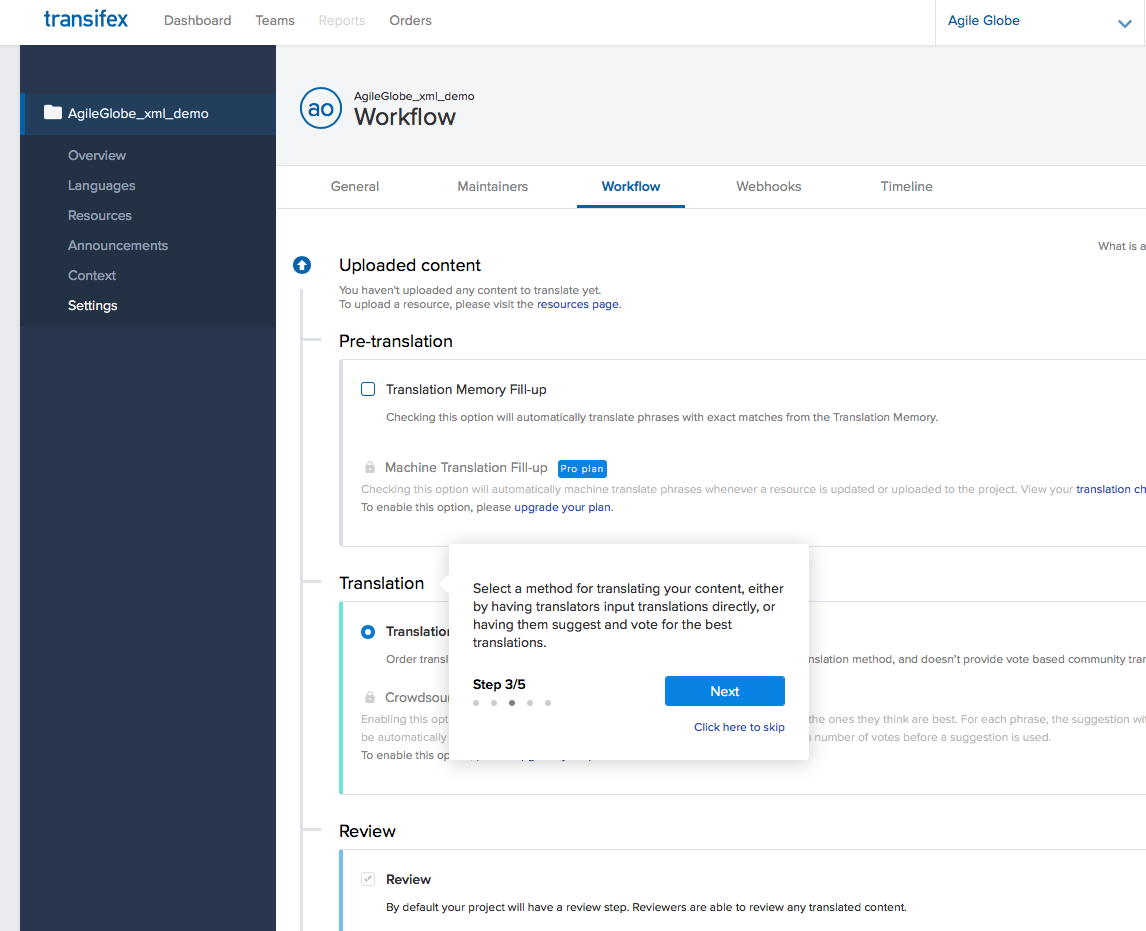 transifex Dashboard Teams Reports Orders Agile Globe
AgileGlobe_xml_demo
Overview
Languages
Resources
Announcements
Context
Settings
ao
AgileGlobe_xml_demo
Workflow
General Maintainers Workflow Webhooks Timeline
What is a
Uploaded content
You haven't uploaded any content to translate yet.
To upload a resource, please visit the resources page.
Pre-translation
Translation Memory Fill-up
Checking this option will automatically translate phrases with exact matches from the Translation Memory.
Machine Translation Fill-up Pro plan
Checking this option will automatically machine translate phrases whenever a resource is updated or uploaded to the project. View your translation ch
To enable this option, please upgrade your plan.
Translation
Select a method for translating your content, either
by having translators input translations directly, or
having them suggest and vote for the best
translations.
Step 3/5
Next
Click here to skip
Translation
Order transl nslation method, and doesn't provide vote based community tran
Crowdsou
Enabling this opt the ones they think are best. For each phrase, the suggestion wi
be automatically number of votes before a suggestion is used.
To enable this op
Review
Review
By default your project will have a review step. Reviewers are able to review any translated content.